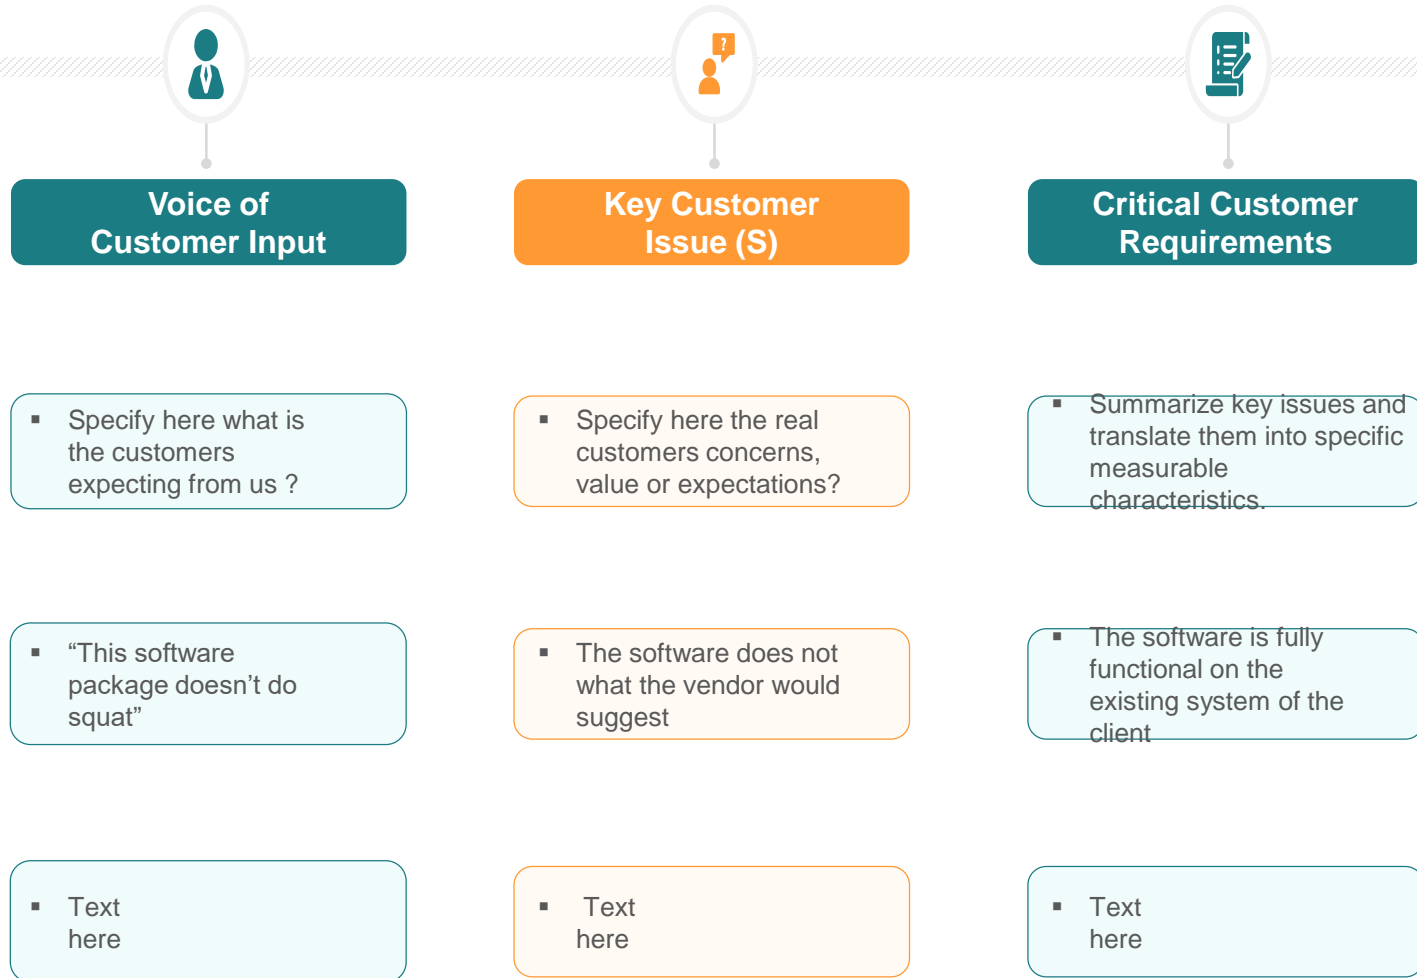 ?
Voice of
Customer Input
Key Customer
Issue (S)
Critical Customer
Requirements
▪ Specify here what is
the customers
expecting from us ?
▪ Specify here the real
customers concerns,
value or expectations?
▪ Summarize key issues and
translate them into specific
measurable
characteristics.
▪ “This software
package doesn’t do
squat”
▪ The software does not
what the vendor would
suggest
▪ The software is fully
functional on the
existing system of the
client
▪ Text
here
▪ Text
here
▪ Text
here